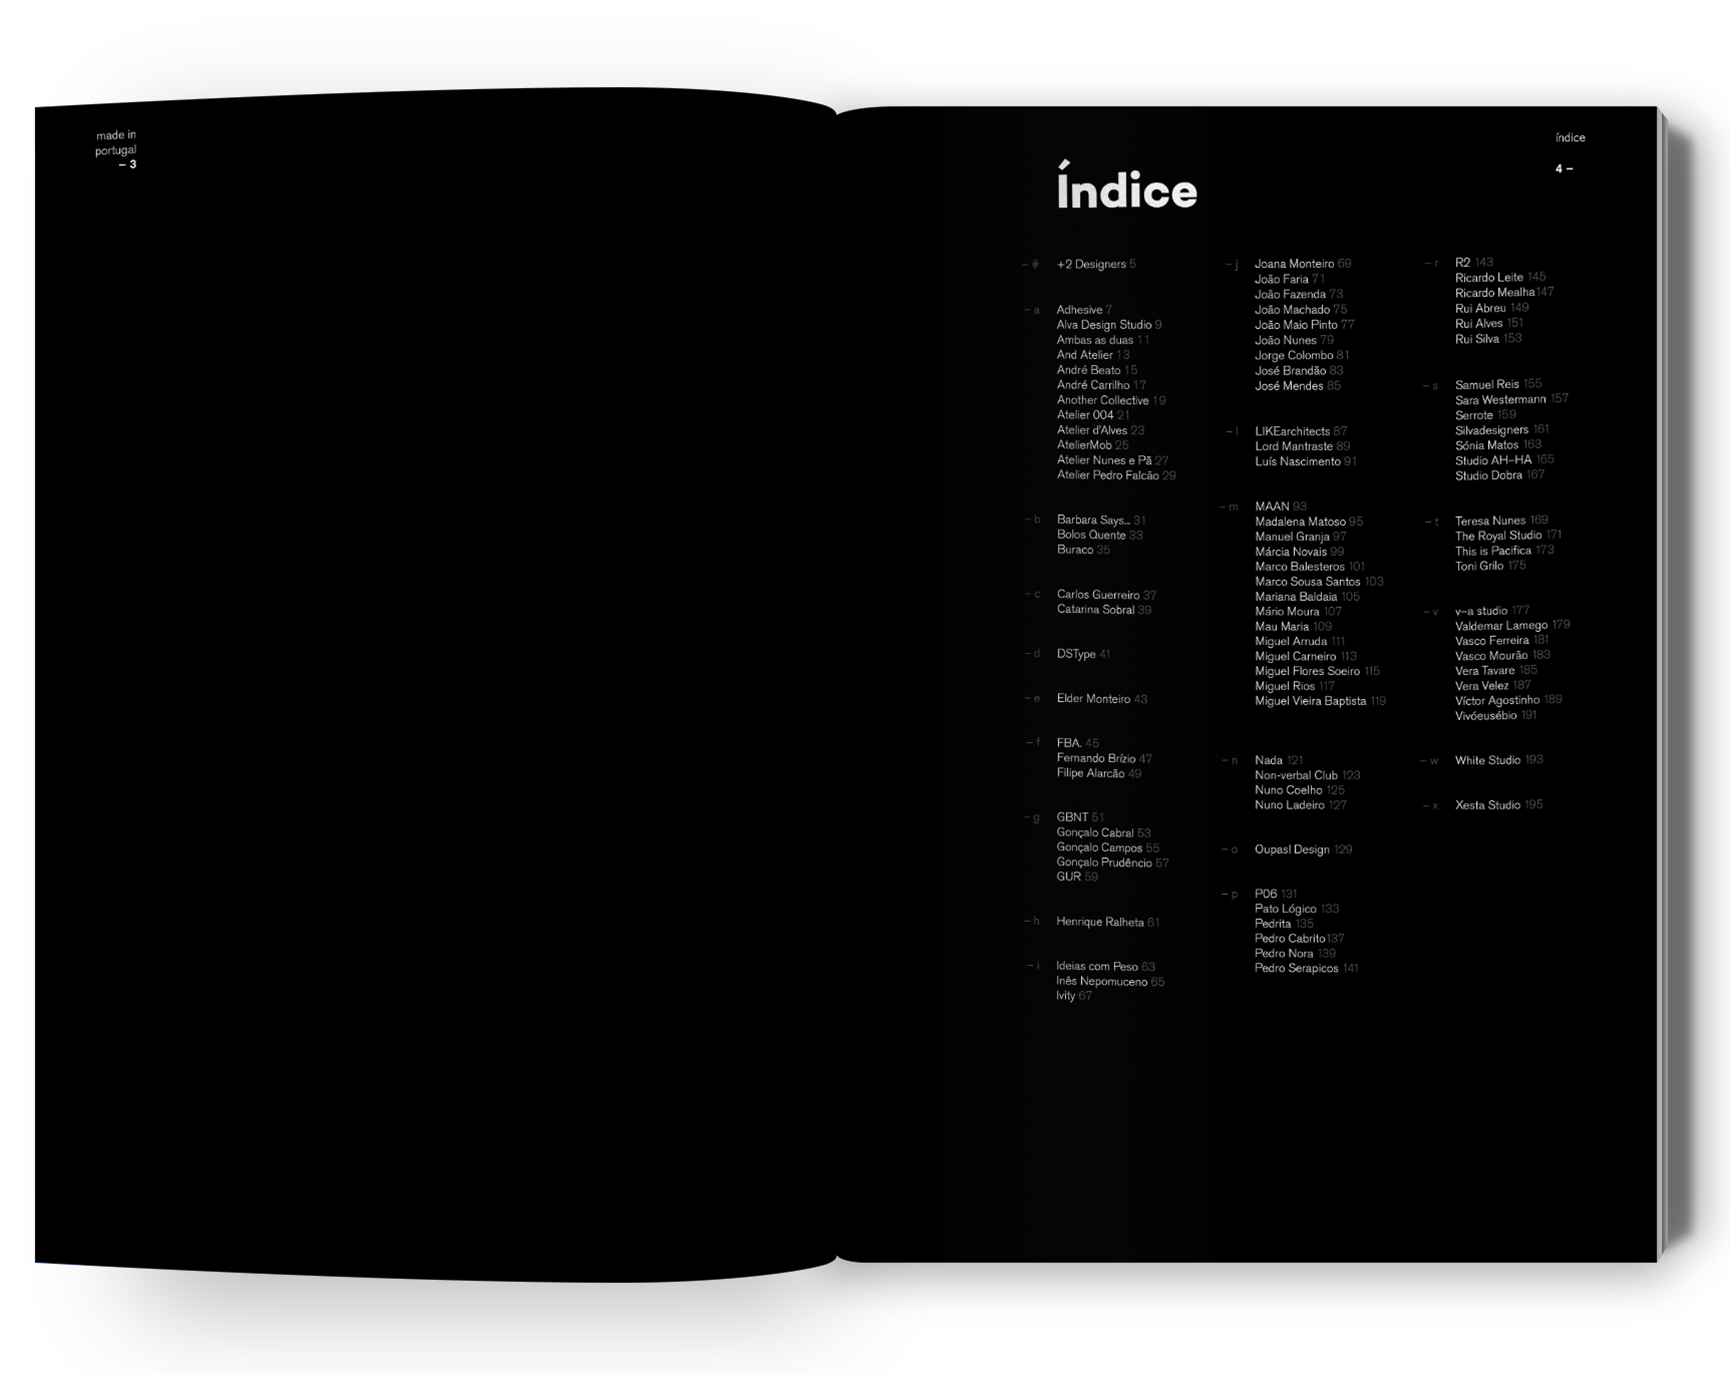 made in
portugal
– 3
índice
4 –
Índice
– #
+2 Designers 5
– a
Adhesive 7
Alva Design Studio 9
Ambas as duas 11
And Atelier 13
André Beato 15
André Carrilho 17
Another Collective 19
Atelier 004 21
Atelier d'Alves 23
AtelierMob 25
Atelier Nunes e Pã 27
Atelier Pedro Falcão 29
– b
Barbara Says... 31
Bolos Quente 33
Buraco 35
– c
Carlos Guerreiro 37
Catarina Sobral 39
– d
DSType 41
– e
Elder Monteiro 43
– f
FBA. 45
Fernando Brízio 47
Filipe Alarcão 49
– g
GBNT 51
Gonçalo Cabral 53
Gonçalo Campos 55
Gonçalo Prudêncio 57
GUR 59
– h
Henrique Ralheta 61
– i
Ideias com Peso 63
Inês Nepomuceno 65
Ivity 67
– j
Joana Monteiro 69
João Faria 71
João Fazenda 73
João Machado 75
João Maio Pinto 77
João Nunes 79
Jorge Colombo 81
José Brandão 83
José Mendes 85
– l
LIKEarchitects 87
Lord Mantraste 89
Luís Nascimento 91
– m
MAAN 93
Madalena Matoso 95
Manuel Granja 97
Márcia Novais 99
Marco Balesteros 101
Marco Sousa Santos 103
Mariana Baldaia 105
Mário Moura 107
Mau Maria 109
Miguel Arruda 111
Miguel Carneiro 113
Miguel Flores Soeiro 115
Miguel Rios 117
Miguel Vieira Baptista 119
– n
Nada 121
Non-verbal Club 123
Nuno Coelho 125
Nuno Ladeiro 127
– o
Oupasl Design 129
– p
P06 131
Pato Lógico 133
Pedrita 135
Pedro Cabrito 137
Pedro Nora 139
Pedro Serapicos 141
– r
R2 143
Ricardo Leite 145
Ricardo Mealha 147
Rui Abreu 149
Rui Alves 151
Rui Silva 153
– s
Samuel Reis 155
Sara Westermann 157
Serrote 159
Silvadesigners 161
Sónia Matos 163
Studio AH–HA 165
Studio Dobra 167
– t
Teresa Nunes 169
The Royal Studio 171
This is Pacifica 173
Toni Grilo 175
– v
v–a studio 177
Valdemar Lamego 179
Vasco Ferreira 181
Vasco Mourão 183
Vera Tavare 185
Vera Velez 187
Víctor Agostinho 189
Vivóeusébio 191
– w
White Studio 193
– x
Xesta Studio 195